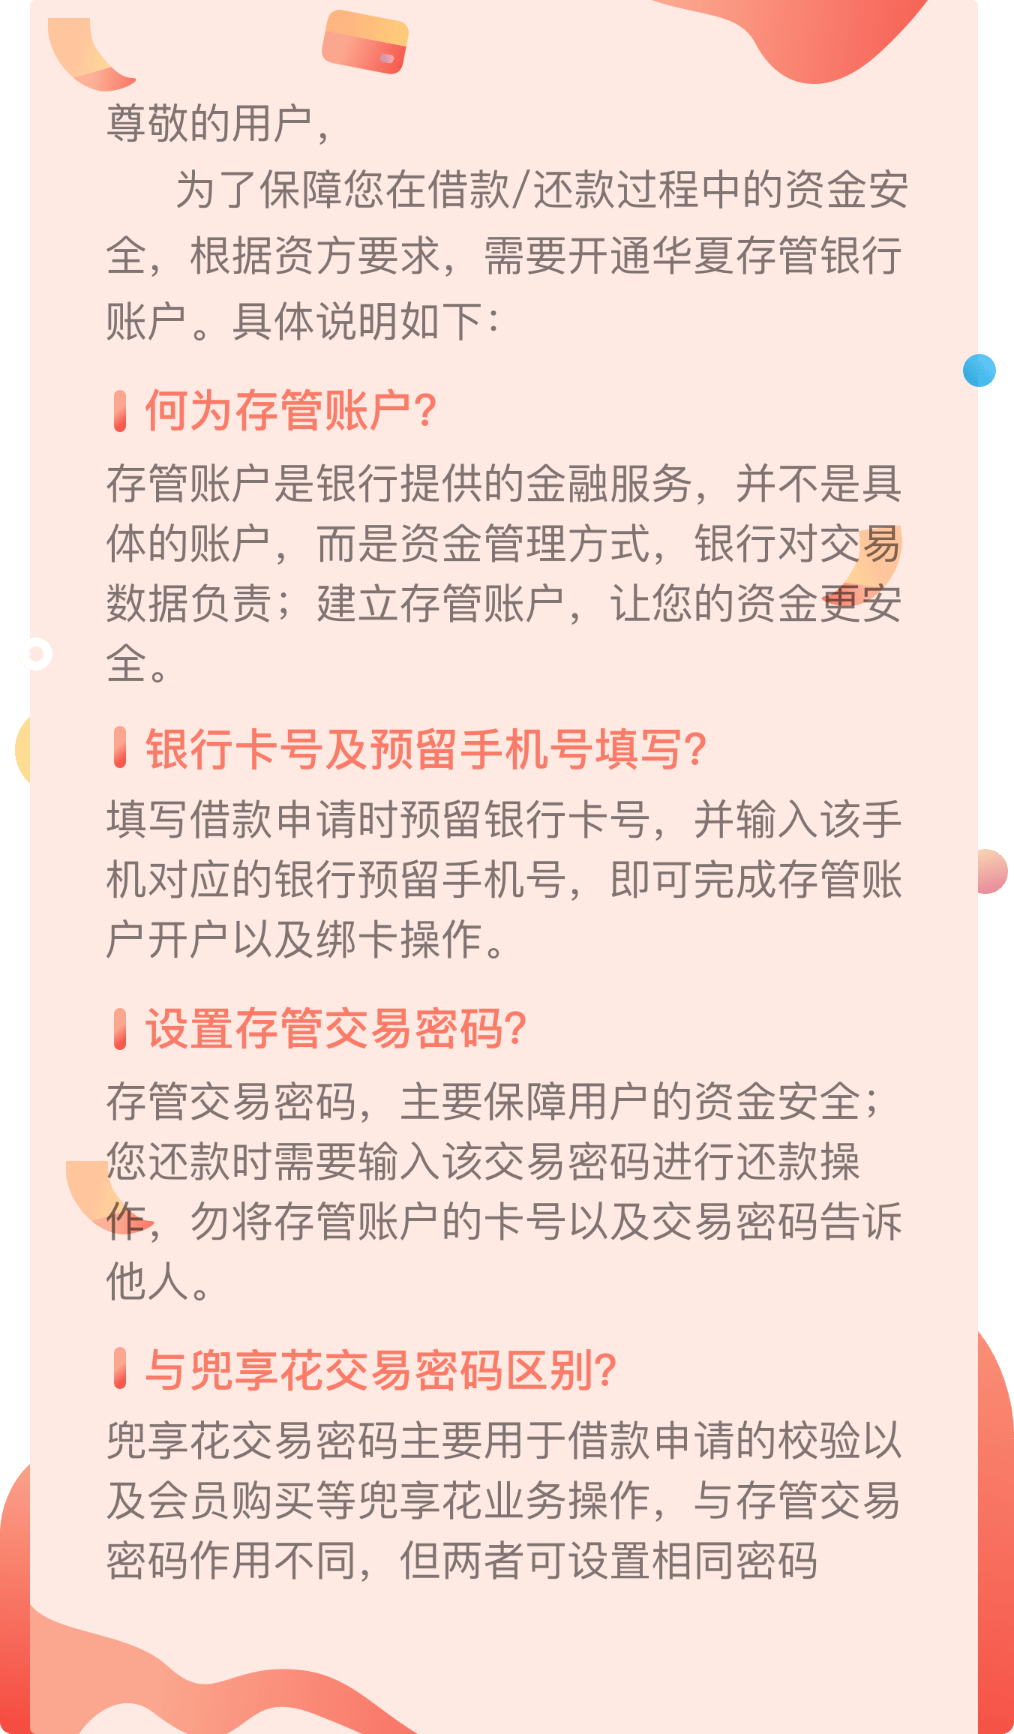 尊敬的用户，
为了保障您在借款/还款过程中的资金安
全，根据资方要求，需要开通华夏存管银行
账户。具体说明如下：
何为存管账户?
存管账户是银行提供的金融服务，并不是具
体的账户，而是资金管理方式，银行对交易
数据负责；建立存管账户，让您的资金更安
全。
银行卡号及预留手机号填写?
填写借款申请时预留银行卡号，并输入该手
机对应的银行预留手机号，即可完成存管账
户开户以及绑卡操作。
设置存管交易密码?
存管交易密码，主要保障用户的资金安全；
您还款时需要输入该交易密码进行还款操
作，勿将存管账户的卡号以及交易密码告诉
他人。
与兜享花交易密码区别?
兜享花交易密码主要用于借款申请的校验以
及会员购买等兜享花业务操作，与存管交易
密码作用不同，但两者可设置相同密码